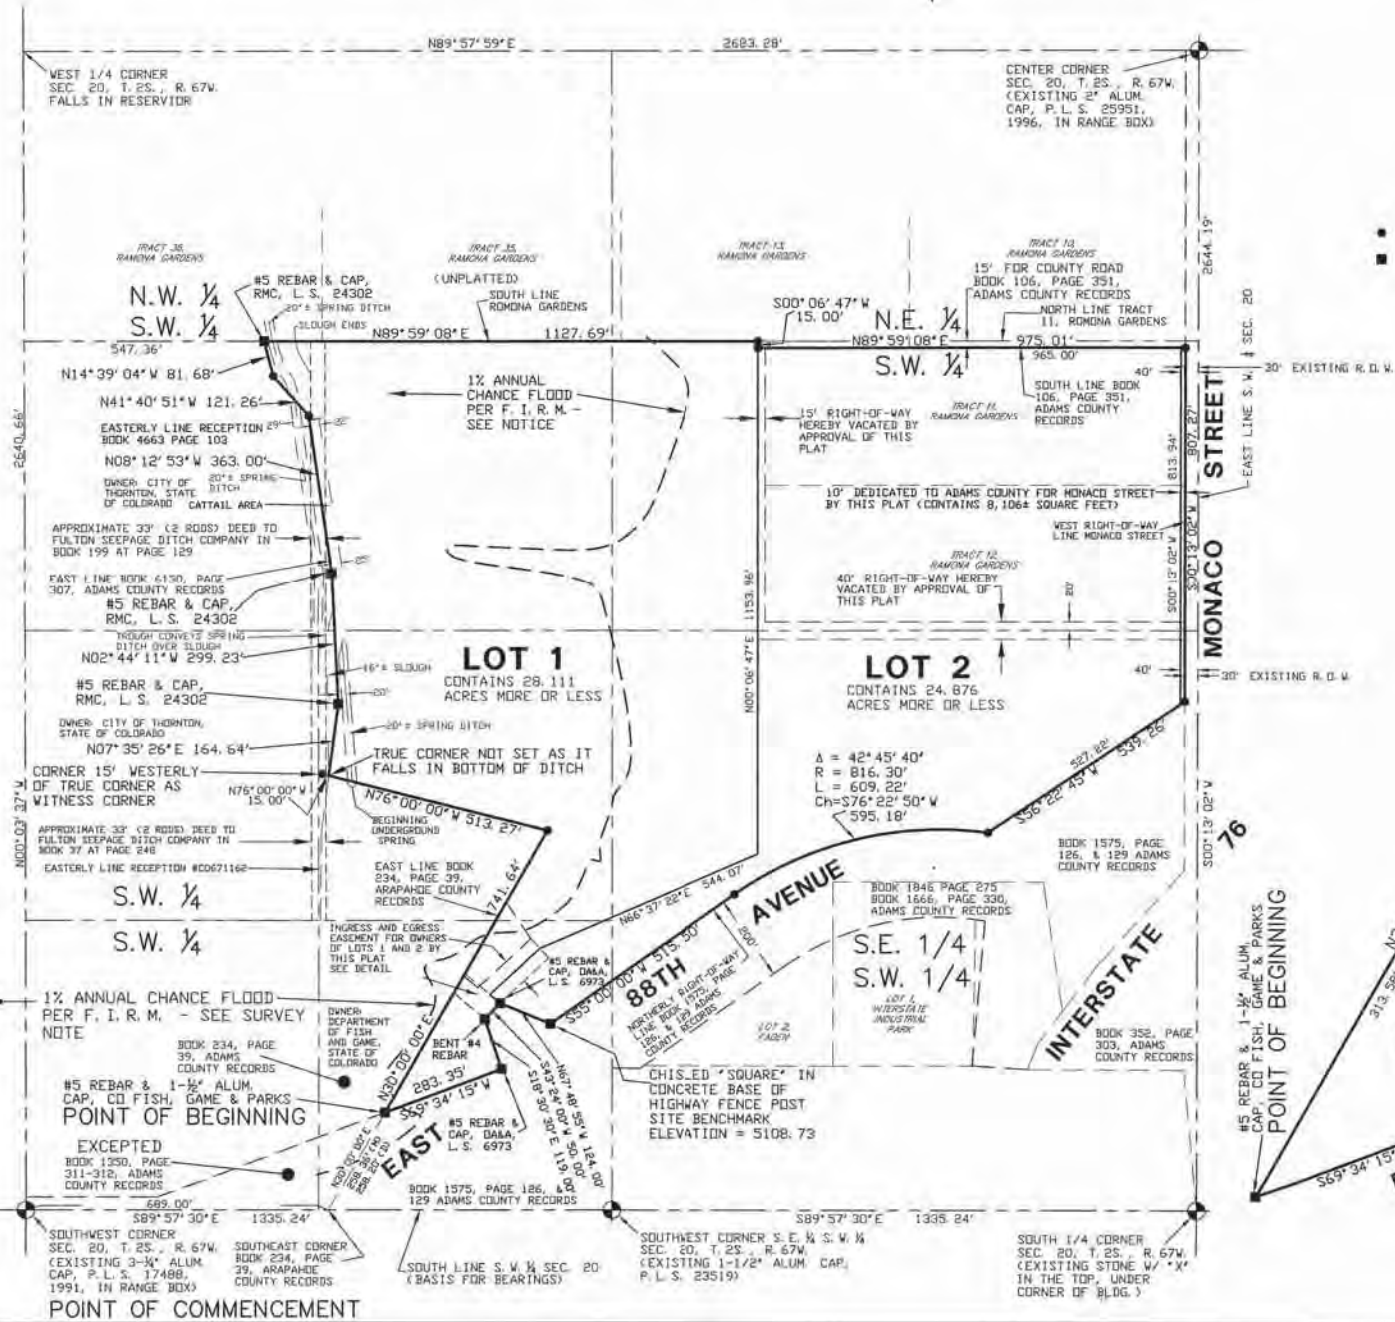 N89°57'59"E 2683.28'
WEST 1/4 CORNER
SEC. 20, T.2S., R.67W.
FALLS IN RESERVIOR
CENTER CORNER
SEC. 20, T.2S., R.67W.
(EXISTING 2" ALUM.
CAP, P.L.S. 25951,
1996, IN RANGE BOX)
2644.19'
TRACT 36,
RAMONA GARDENS
TRACT 35,
RAMONA GARDENS
(UNPLATTED)
TRACT 13,
RAMONA GARDENS
TRACT 10,
RAMONA GARDENS
N.W. 1/4
S.W. 1/4
#5 REBAR & CAP,
RMC, L.S. 24302
20'± SPRING DITCH
SLOUGH ENDS
SOUTH LINE
ROMONA GARDENS
N89°59'08"E 1127.69'
547.36'
S00°06'47"W
15.00'
15' FOR COUNTY ROAD
BOOK 106, PAGE 351,
ADAMS COUNTY RECORDS
NORTH LINE TRACT
11, ROMONA GARDENS
N.E. 1/4
S.W. 1/4
N89°59'08"E 975.01'
965.00'
SOUTH LINE BOOK
106, PAGE 351,
ADAMS COUNTY
RECORDS
40'
30' EXISTING R.O.W.
EAST LINE S.W. 1/4 SEC. 20
N14°39'04"W 81.68'
N41°40'51"W 121.26'
EASTERLY LINE RECEPTION
BOOK 4663 PAGE 103
29'
25'
N08°12'53"W 363.00'
OWNER: CITY OF
THORNTON, STATE
OF COLORADO
20'± SPRING
DITCH
CATTAIL AREA
APPROXIMATE 33' (2 RODS) DEED TO
FULTON SEEPAGE DITCH COMPANY IN
BOOK 199 AT PAGE 129
25'
EAST LINE BOOK 6130, PAGE
307, ADAMS COUNTY RECORDS
#5 REBAR & CAP,
RMC, L.S. 24302
TROUGH CONVEYS SPRING
DITCH OVER SLOUGH
N02°44'11"W 299.23'
16'± SLOUGH
#5 REBAR & CAP,
RMC, L.S. 24302
20'
OWNER: CITY OF THORNTON,
STATE OF COLORADO
20'± SPRING DITCH
N07°35'26"E 164.64'
TRUE CORNER NOT SET AS IT
FALLS IN BOTTOM OF DITCH
CORNER 15' WESTERLY
OF TRUE CORNER AS
WITNESS CORNER
N76°00'00"W
15.00'
N76°00'00"W 513.27'
BEGINNING
UNDERGROUND
SPRING
APPROXIMATE 33' (2 RODS) DEED TO
FULTON SEEPAGE DITCH COMPANY IN
BOOK 37 AT PAGE 248
EASTERLY LINE RECEPTION #C0671162
2640.66'
N00°03'37"W
1% ANNUAL
CHANCE FLOOD
PER F.I.R.M.-
SEE NOTICE
15' RIGHT-OF-WAY
HEREBY VACATED BY
APPROVAL OF THIS
PLAT
TRACT 11,
RAMONA GARDENS
10' DEDICATED TO ADAMS COUNTY FOR MONACO STREET
BY THIS PLAT (CONTAINS 8,106± SQUARE FEET)
WEST RIGHT-OF-WAY
LINE MONACO STREET
TRACT 12,
RAMONA GARDENS
40' RIGHT-OF-WAY HEREBY
VACATED BY APPROVAL OF
THIS PLAT
20'
813.94'
807.27'
S00°13'02"W
S00°13'02"W
MONACO STREET
LOT 1
CONTAINS 28.111
ACRES MORE OR LESS
1153.96'
N00°06'47"E
LOT 2
CONTAINS 24.876
ACRES MORE OR LESS
40'
30' EXISTING R.O.W.
Δ = 42°45'40"
R = 816.30'
L = 609.22'
Ch=S76°22'50"W
595.18'
527.22'
S56°22'45"W 539.26'
S00°13'02"W
BOOK 1575, PAGE
126, & 129 ADAMS
COUNTY RECORDS
INTERSTATE 76
S.W. 1/4
S.W. 1/4
EAST LINE BOOK
234, PAGE 39,
ARAPAHOE COUNTY
RECORDS
741.64'
N30°00'00"E
N66°37'22"E 544.07'
S55°00'00"W 515.50'
INGRESS AND EGRESS
EASEMENT FOR OWNERS
OF LOTS 1 AND 2 BY
THIS PLAT
SEE DETAIL
#5 REBAR &
CAP, DA&A,
L.S. 6973
EAST 88TH AVENUE
200'
NORTHERLY RIGHT-OF-WAY
LINE BOOK 1575, PAGE
126, & 129 ADAMS
COUNTY RECORDS
BOOK 1846 PAGE 275
BOOK 1666, PAGE 330,
ADAMS COUNTY RECORDS
S.E. 1/4
S.W. 1/4
LOT 1,
INTERSTATE
INDUSTRIAL
PARK
LOT 2,
BOOK 352, PAGE
303, ADAMS
COUNTY RECORDS
1% ANNUAL CHANCE FLOOD
PER F.I.R.M. - SEE SURVEY
NOTE
OWNER:
DEPARTMENT
OF FISH
AND GAME,
STATE OF
COLORADO
BENT #4
REBAR
BOOK 234, PAGE
39, ADAMS
COUNTY RECORDS
#5 REBAR & 1-1/2" ALUM.
CAP, CO FISH, GAME & PARKS
POINT OF BEGINNING
283.35'
S69°34'15"W
#5 REBAR &
CAP, DA&A,
L.S. 6973
N67°48'55"W 124.00'
S43°24'00"W 50.00'
S18°30'30"E 119.00'
CHISLED "SQUARE" IN
CONCRETE BASE OF
HIGHWAY FENCE POST
SITE BENCHMARK
ELEVATION = 5108.73
EXCEPTED
BOOK 1350, PAGE
311-312, ADAMS
COUNTY RECORDS
N30°00'00"E
258.36'(M)
258.20'(D)
BOOK 1575, PAGE 126, &
129 ADAMS COUNTY RECORDS
689.00'
S89°57'30"E 1335.24'
S89°57'30"E 1335.24'
SOUTHWEST CORNER
SEC. 20, T.2S., R.67W.
(EXISTING 3-1/4" ALUM.
CAP, P.L.S. 17488,
1991, IN RANGE BOX)
POINT OF COMMENCEMENT
SOUTHEAST CORNER
BOOK 234, PAGE
39, ARAPAHOE
COUNTY RECORDS
SOUTH LINE S.W. 1/4 SEC. 20
(BASIS FOR BEARINGS)
SOUTHWEST CORNER S.E. 1/4 S.W. 1/4
SEC. 20, T.2S., R.67W.
(EXISTING 1-1/2" ALUM. CAP,
P.L.S. 23519)
SOUTH 1/4 CORNER
SEC. 20, T.2S., R.67W.
(EXISTING STONE W/ "X"
IN THE TOP, UNDER
CORNER OF BLDG.)
#5 REBAR & 1-1/2" ALUM.
CAP, CO FISH, GAME & PARKS
POINT OF BEGINNING
313.58
S69°34'15"